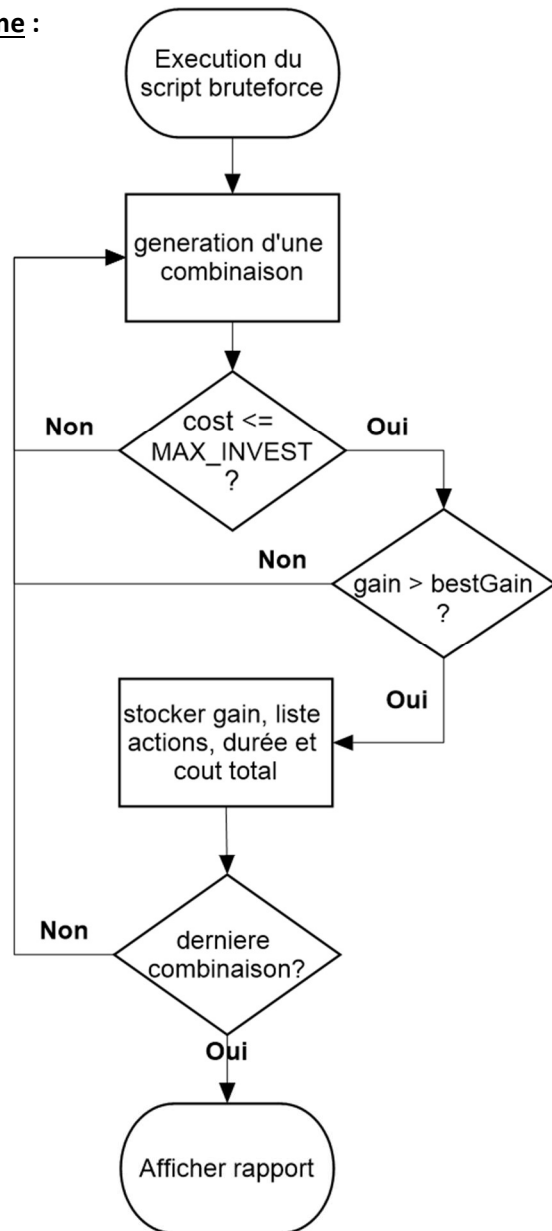 ne :
Execution du
script bruteforce
generation d'une
combinaison
Non
cost <=
MAX_INVEST
?
Oui
Non
gain > bestGain
?
Oui
stocker gain, liste
actions, durée et
cout total
Non
derniere
combinaison?
Oui
Afficher rapport